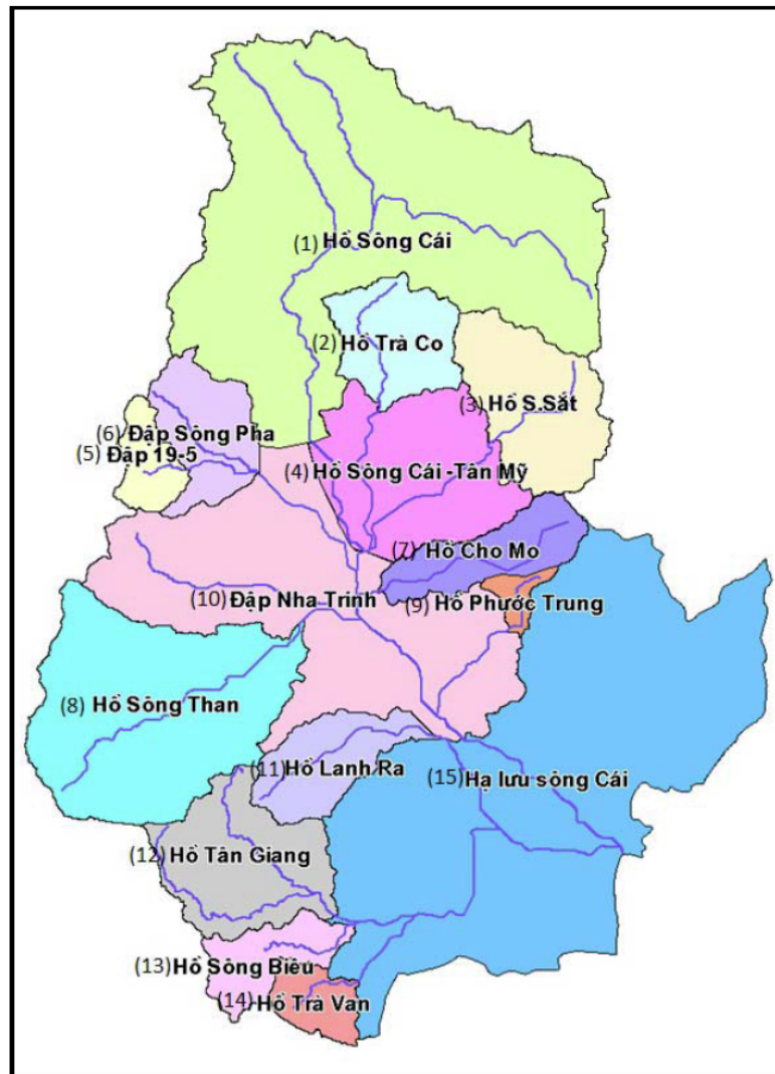 (1) Hồ Sông Cái
(2) Hồ Trà Co
(3) Hồ S.Sắt
(6) Đập Sông Pha
(5) Đập 19-5
(4) Hồ Sông Cái -Tân Mỹ
(7) Hồ Cho Mo
(10) Đập Nha Trinh
(9) Hồ Phước Trung
(8) Hồ Sông Than
(11) Hồ Lanh Ra
(15) Hạ lưu sông Cái
(12) Hồ Tân Giang
(13) Hồ Sông Biêu
(14) Hồ Trà Van